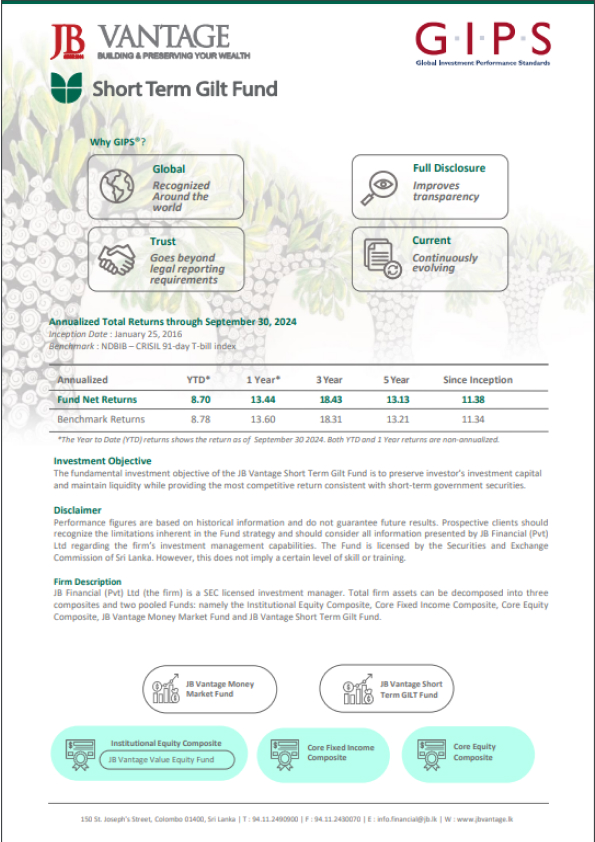 JB VANTAGE
BUILDING & PRESERVING YOUR WEALTH
G·I·P·S
Global Investment Performance Standards
Short Term Gilt Fund
Why GIPS®?
Global
Recognized
Around the
world
Full Disclosure
Improves
transparency
Trust
Goes beyond
legal reporting
requirements
Current
Continuously
evolving
Annualized Total Returns through September 30, 2024
Inception Date : January 25, 2016
Benchmark : NDBIB – CRISIL 91-day T-bill index
Annualized YTD* 1 Year* 3 Year 5 Year Since Inception
Fund Net Returns 8.70 13.44 18.43 13.13 11.38
Benchmark Returns 8.78 13.60 18.31 13.21 11.34
*The Year to Date (YTD) returns shows the return as of September 30 2024. Both YTD and 1 Year returns are non-annualized.
Investment Objective
The fundamental investment objective of the JB Vantage Short Term Gilt Fund is to preserve investor's investment capital
and maintain liquidity while providing the most competitive return consistent with short-term government securities.
Disclaimer
Performance figures are based on historical information and do not guarantee future results. Prospective clients should
recognize the limitations inherent in the Fund strategy and should consider all information presented by JB Financial (Pvt)
Ltd regarding the firm's investment management capabilities. The Fund is licensed by the Securities and Exchange
Commission of Sri Lanka. However, this does not imply a certain level of skill or training.
Firm Description
JB Financial (Pvt) Ltd (the firm) is a SEC licensed investment manager. Total firm assets can be decomposed into three
composites and two pooled Funds: namely the Institutional Equity Composite, Core Fixed Income Composite, Core Equity
Composite, JB Vantage Money Market Fund and JB Vantage Short Term Gilt Fund.
JB Vantage Money
Market Fund
JB Vantage Short
Term GILT Fund
Institutional Equity Composite
JB Vantage Value Equity Fund
Core Fixed Income
Composite
Core Equity
Composite
150 St. Joseph's Street, Colombo 01400, Sri Lanka | T : 94.11.2490900 | F : 94.11.2430070 | E : info.financial@jb.lk | W : www.jbvantage.lk